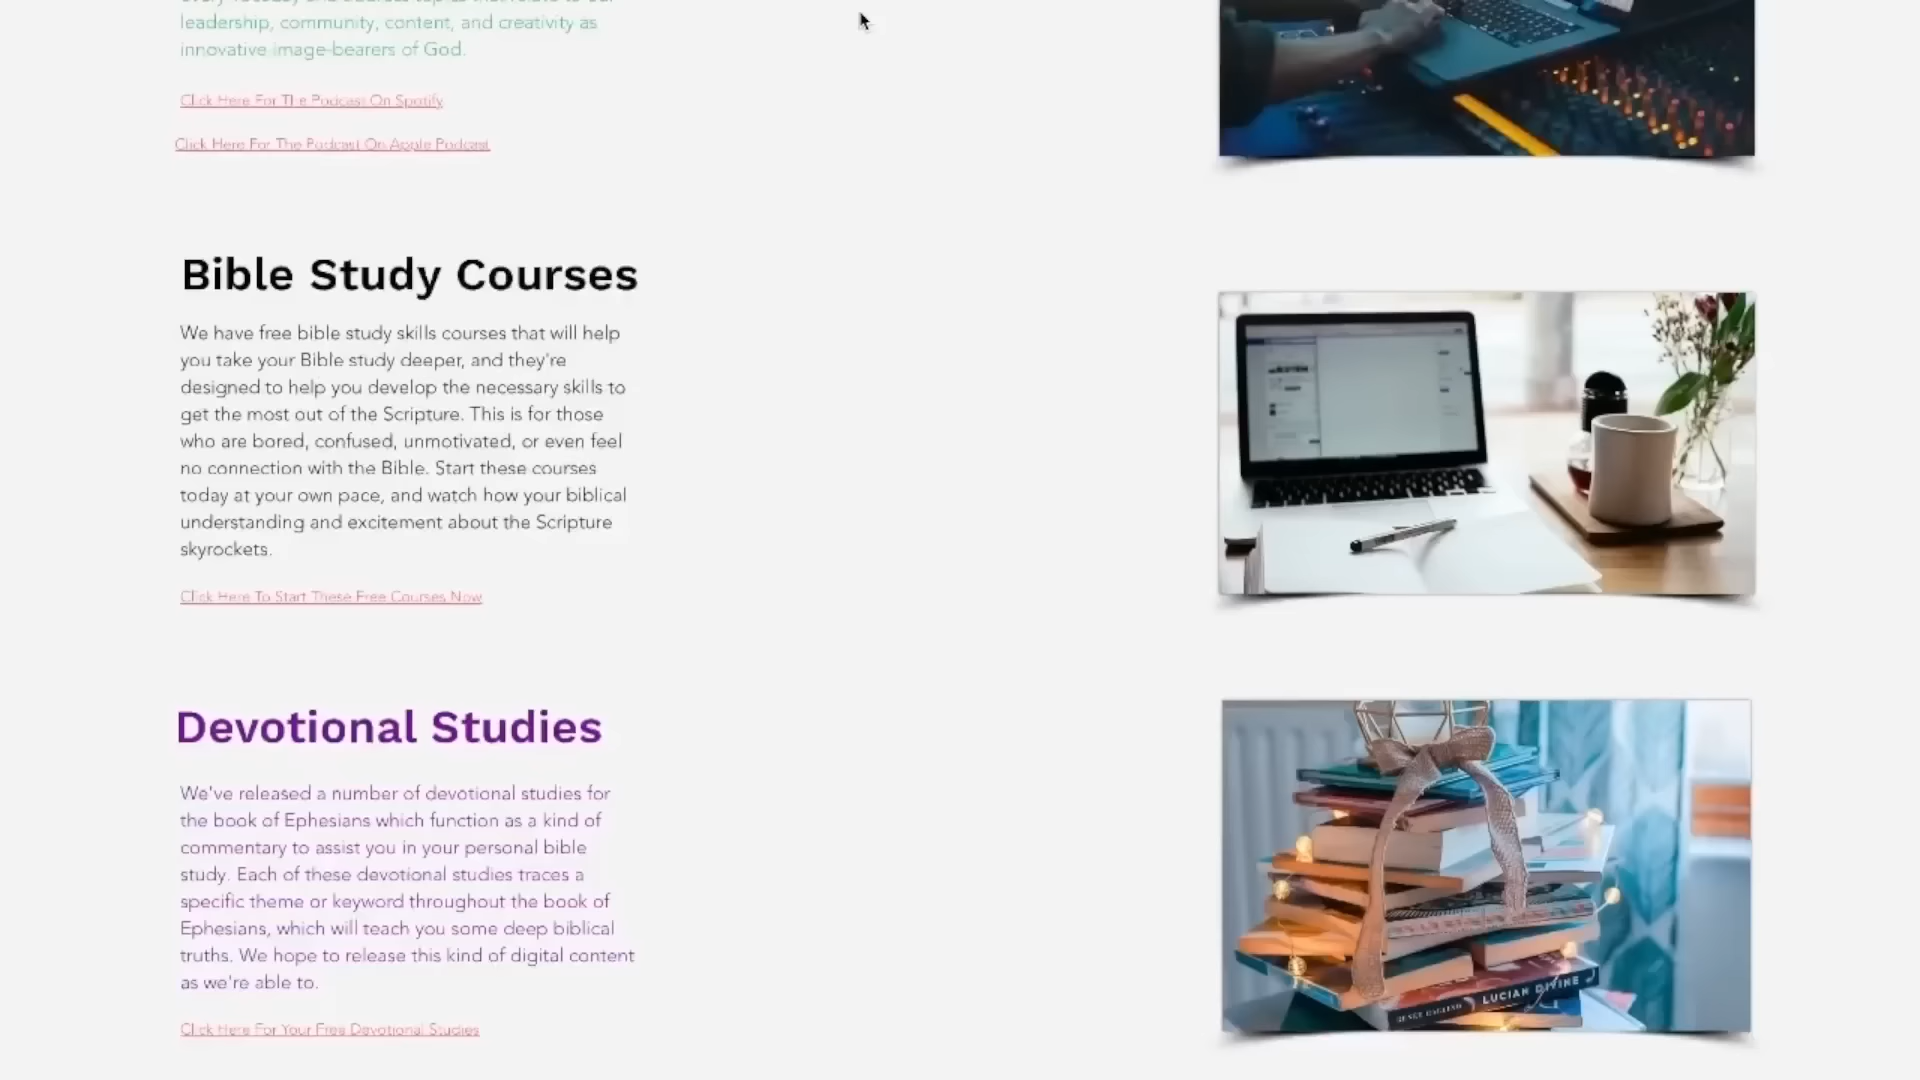 leadership, community, content, and creativity as
innovative image-bearers of God.
Click Here For The Podcast On Spotify
Click Here For The Podcast On Apple Podcast
Bible Study Courses
We have free bible study skills courses that will help
you take your Bible study deeper, and they're
designed to help you develop the necessary skills to
get the most out of the Scripture. This is for those
who are bored, confused, unmotivated, or even feel
no connection with the Bible. Start these courses
today at your own pace, and watch how your biblical
understanding and excitement about the Scripture
skyrockets.
Click Here To Start These Free Courses Now
Devotional Studies
We've released a number of devotional studies for
the book of Ephesians which function as a kind of
commentary to assist you in your personal bible
study. Each of these devotional studies traces a
specific theme or keyword throughout the book of
Ephesians, which will teach you some deep biblical
truths. We hope to release this kind of digital content
as we're able to.
Click Here For Your Free Devotional Studies
LUCIAN DIVINE